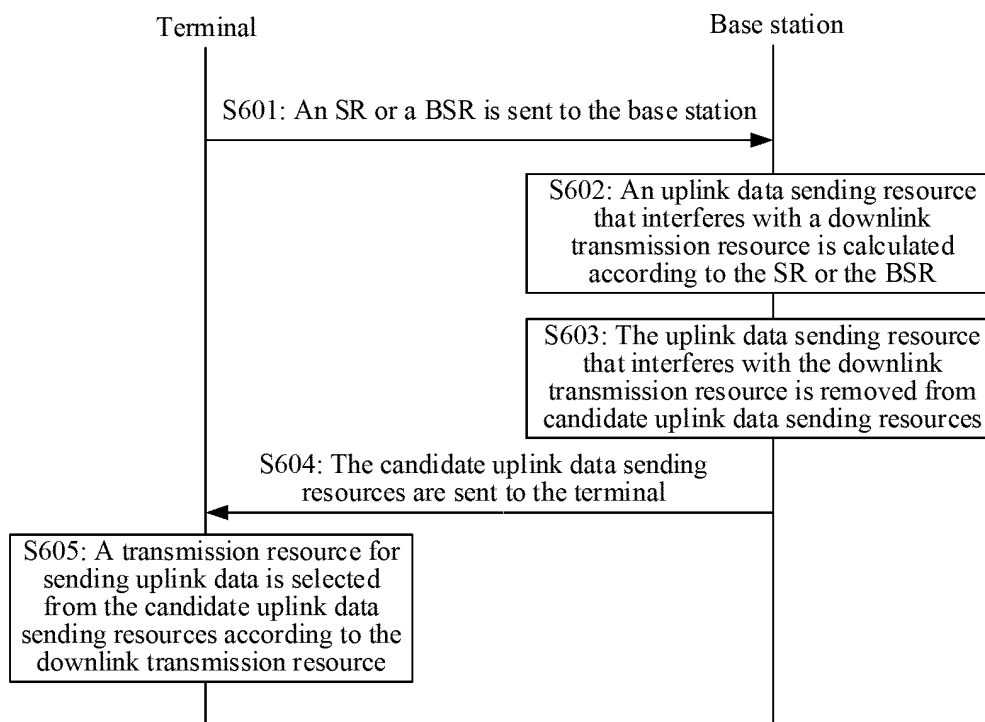 Terminal
Base station
S601: An SR or a BSR is sent to the base station
S602: An uplink data sending resource
that interferes with a downlink
transmission resource is calculated
according to the SR or the BSR
S603: The uplink data sending resource
that interferes with the downlink
transmission resource is removed from
candidate uplink data sending resources
S604: The candidate uplink data sending
resources are sent to the terminal
S605: A transmission resource for
sending uplink data is selected
from the candidate uplink data
sending resources according to the
downlink transmission resource